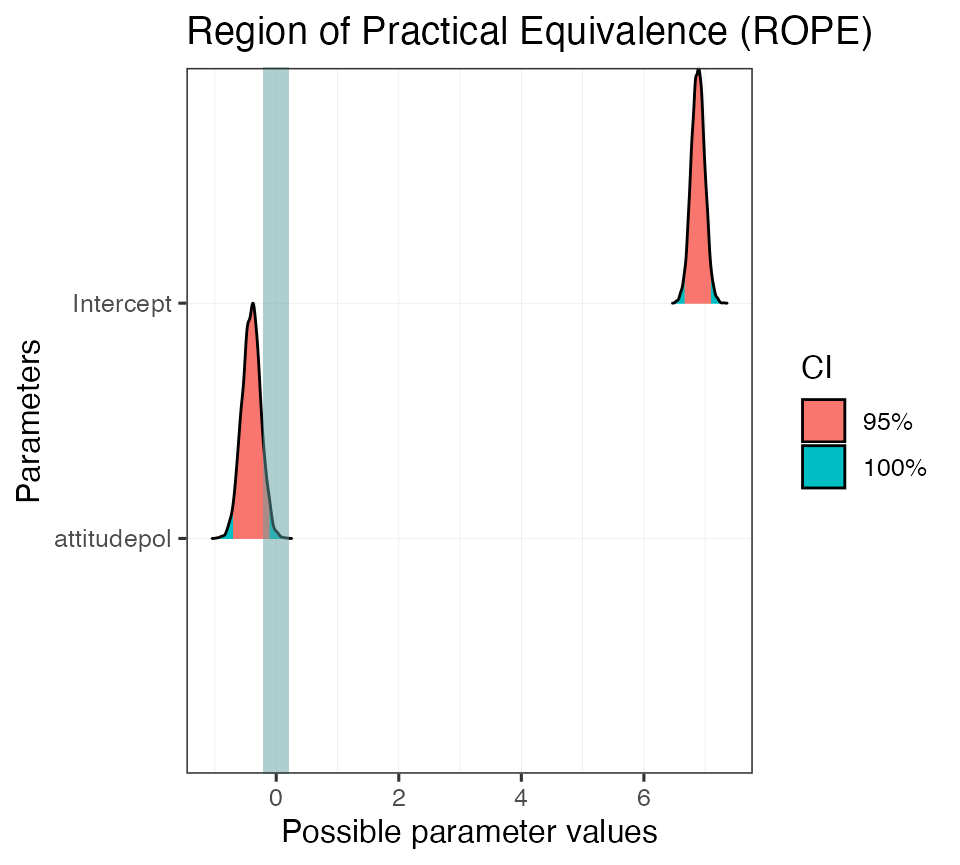 Region of Practical Equivalence (ROPE)
Intercept
attitudepol
Parameters
0 2 4 6
Possible parameter values
CI
95%
100%